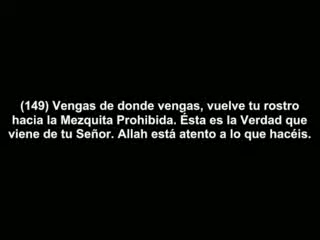 (149) Vengas de donde vengas, vuelve tu rostro
hacia la Mezquita Prohibida. Ésta es la Verdad que
viene de tu Señor. Allah está atento a lo que hacéis.